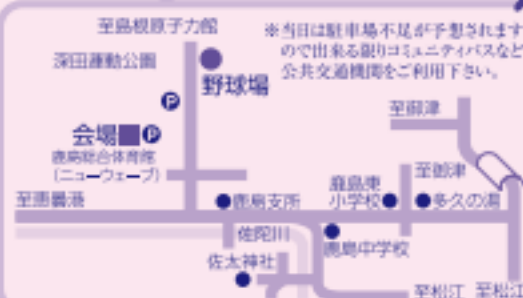 至島根原子力館
※当日は駐車場不足が予想されます
ので出来る限りコミュニティバスなど
公共交通機関をご利用下さい。
深田運動公園
野球場
P
会場 P
鹿島総合体育館
(ニューウェーブ)
至御津
至御津
至恵曇港
鹿島支所
鹿島東
小学校
多久の湯
佐陀川
鹿島中学校
佐太神社
至松江
至松江